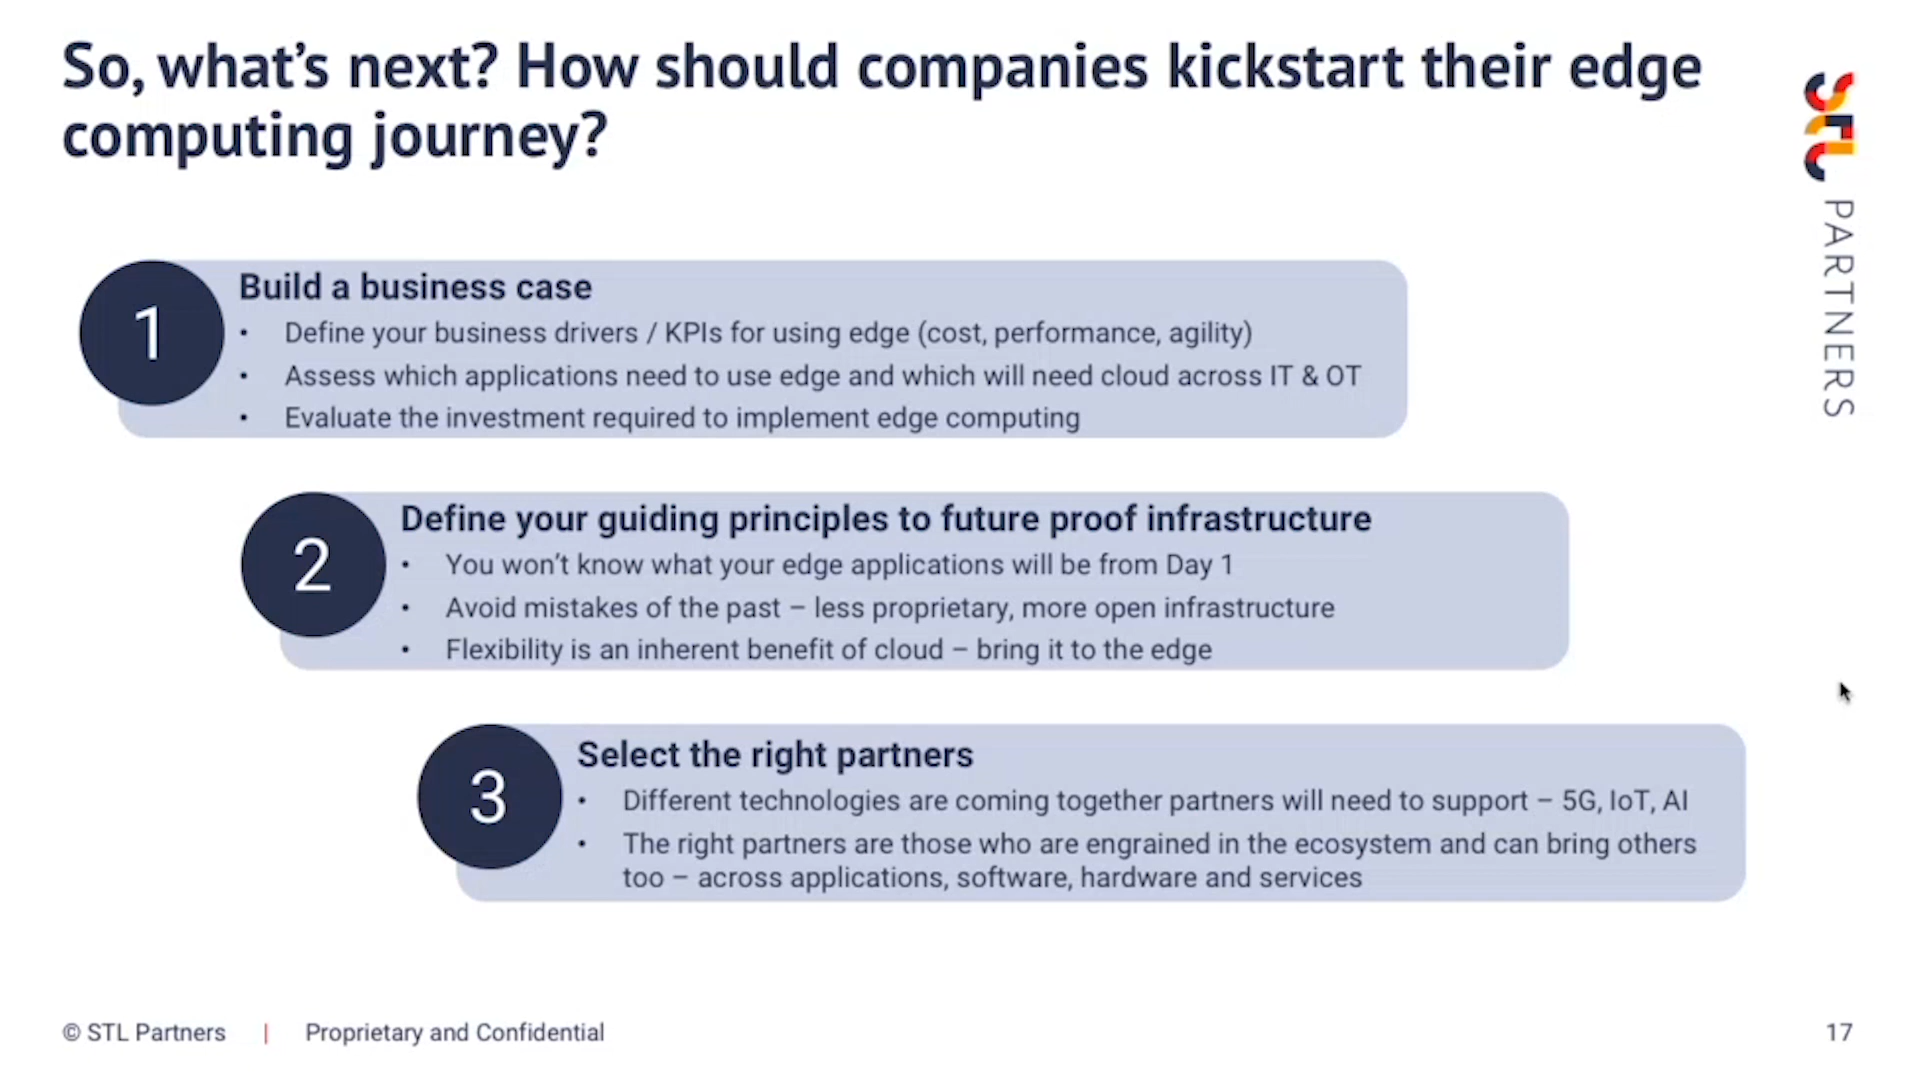 So, what's next? How should companies kickstart their edge
computing journey?
STL PARTNERS
1
Build a business case
• Define your business drivers / KPIs for using edge (cost, performance, agility)
• Assess which applications need to use edge and which will need cloud across IT & OT
• Evaluate the investment required to implement edge computing
2
Define your guiding principles to future proof infrastructure
• You won't know what your edge applications will be from Day 1
• Avoid mistakes of the past – less proprietary, more open infrastructure
• Flexibility is an inherent benefit of cloud – bring it to the edge
3
Select the right partners
• Different technologies are coming together partners will need to support – 5G, IoT, AI
• The right partners are those who are engrained in the ecosystem and can bring others
too – across applications, software, hardware and services
© STL Partners | Proprietary and Confidential
17